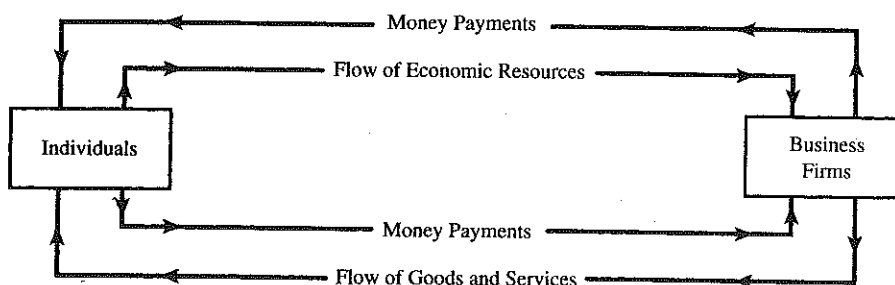 Money Payments
Flow of Economic Resources
Individuals
Business
Firms
Money Payments
Flow of Goods and Services